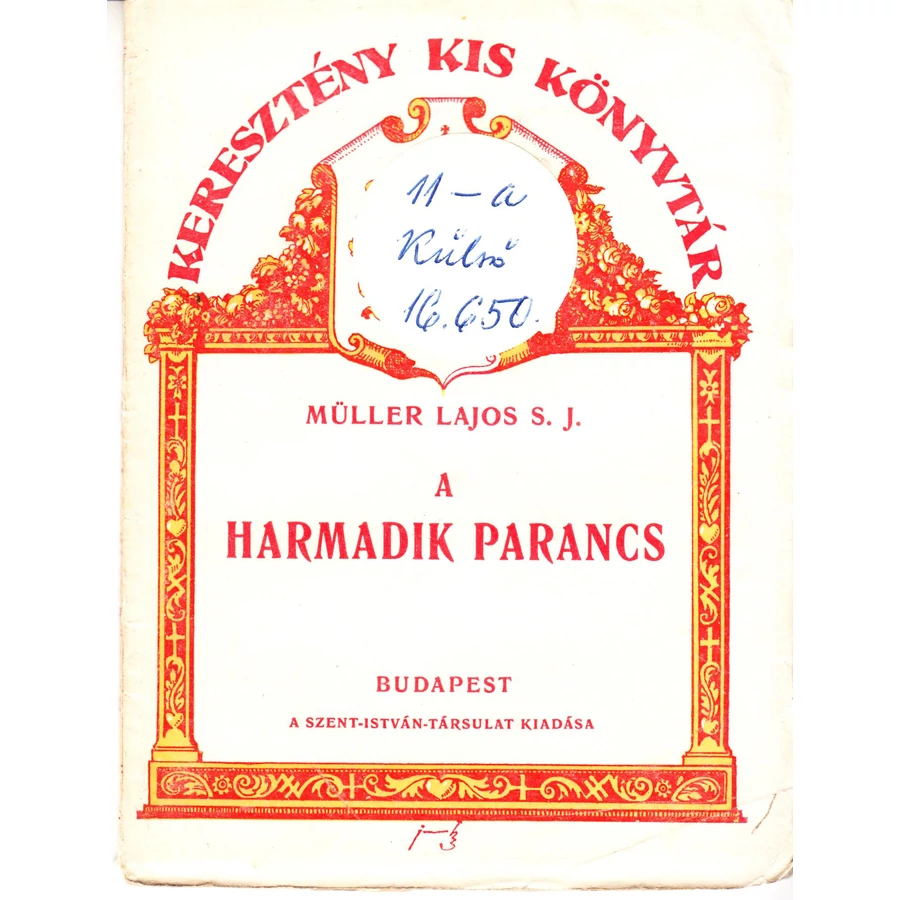 KERESZTÉNY KIS KÖNYVTÁR
11 – a
Külső
16.650.
MÜLLER LAJOS S. J.
A
HARMADIK PARANCS
BUDAPEST
A SZENT-ISTVÁN-TÁRSULAT KIADÁSA